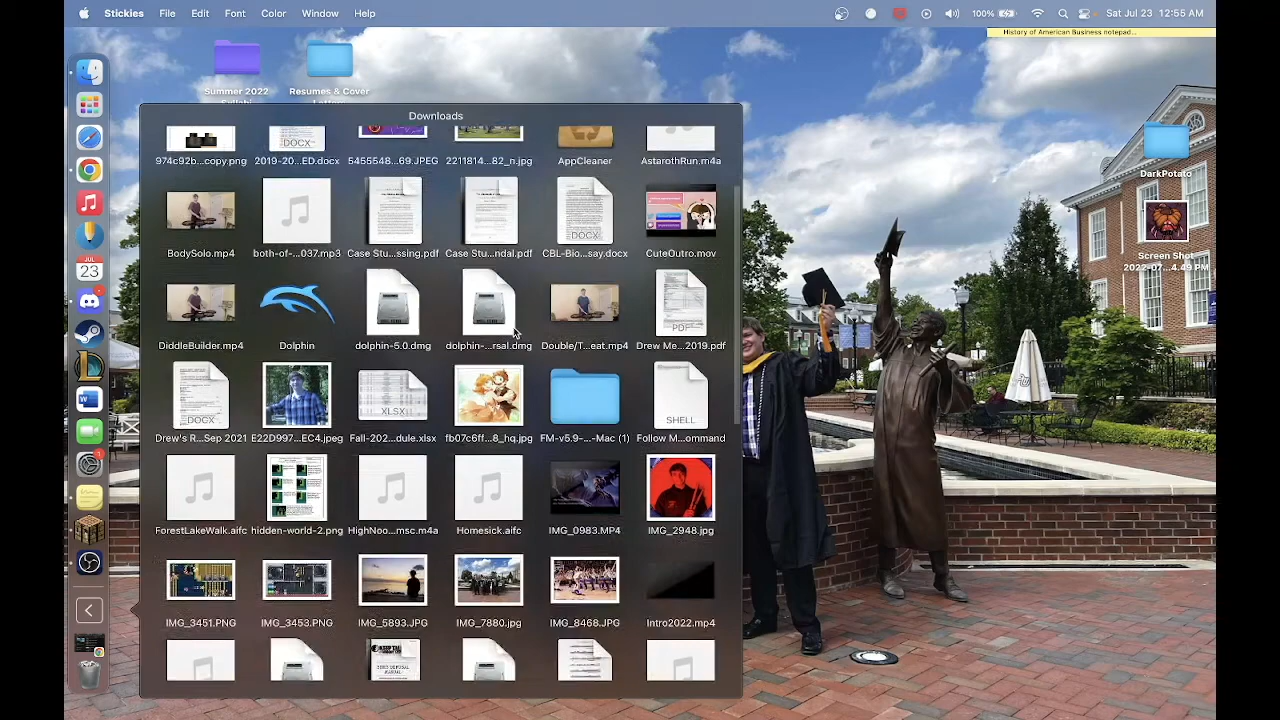 Stickies File Edit Font Color Window Help 100% Sat Jul 23 12:55 AM
History of American Business notepad...
Summer 2022
Resumes & Cover
Downloads
974c92b...copy.png 2019-20...ED.docx 5455548...69.JPEG 2211814...82_n.jpg AppCleaner AstarothRun.m4a
DarkPotato
BodySolo.mp4 both-of-...037.mp3 Case Stu...ssing.pdf Case Stu...ndal.pdf DOCX CBL-Bio...say.docx CuteOutro.mov
Screen Shot
2022-07...4.49 PM
JUL
23
DiddleBuilder.mp4 Dolphin dolphin-5.0.dmg dolphin-...rsal.dmg Double/T...eat.mp4 PDF Drew Me...2019.pdf
DOCX XLSX SHELL
Drew's R...Sep 2021 E22D997...EC4.jpeg Fall-202...dule.xlsx fb07c6ff...8_hq.jpg FM-v5.9-...-Mac (1) Follow M...ommand
ForestLakeWalk.aifc hidden-world-2.png HighNoo...msc.m4a Homesick.aifc IMG_0983.MP4 IMG_2948.jpg
IMG_3451.PNG IMG_3453.PNG IMG_5893.JPG IMG_7880.jpg IMG_8468.JPG Intro2022.mp4